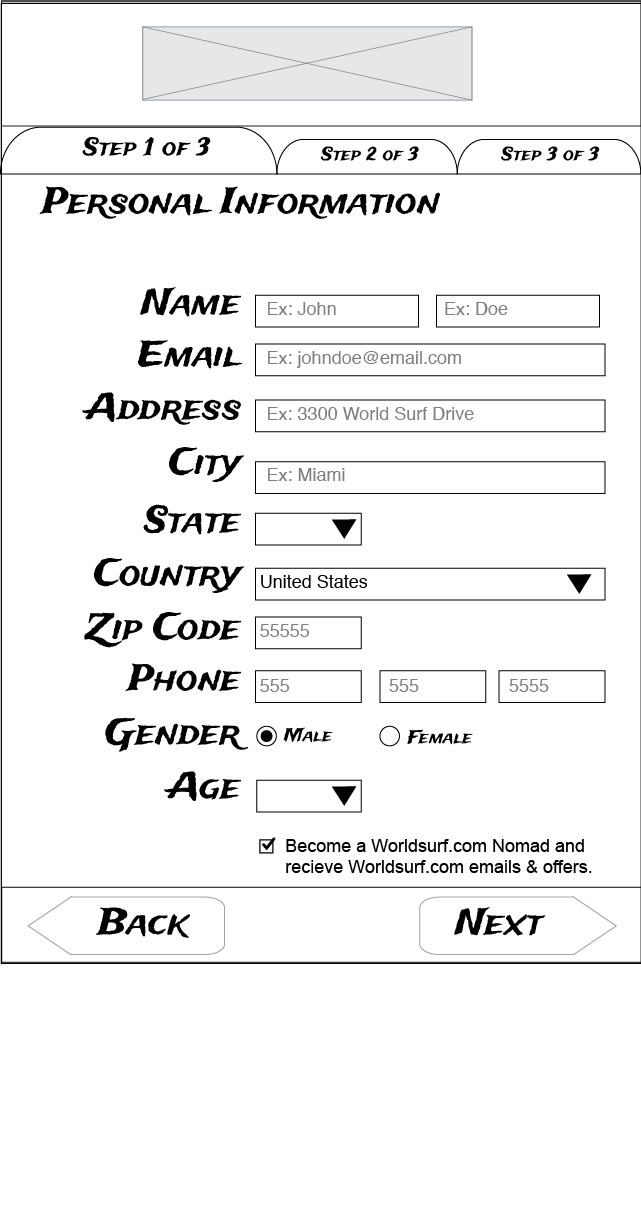 Step 1 of 3 Step 2 of 3 Step 3 of 3
Personal Information
Name Ex: John Ex: Doe
Email Ex: johndoe@email.com
Address Ex: 3300 World Surf Drive
City Ex: Miami
State
Country United States
Zip Code 55555
Phone 555 555 5555
Gender Male Female
Age
Become a Worldsurf.com Nomad and
recieve Worldsurf.com emails & offers.
Back Next